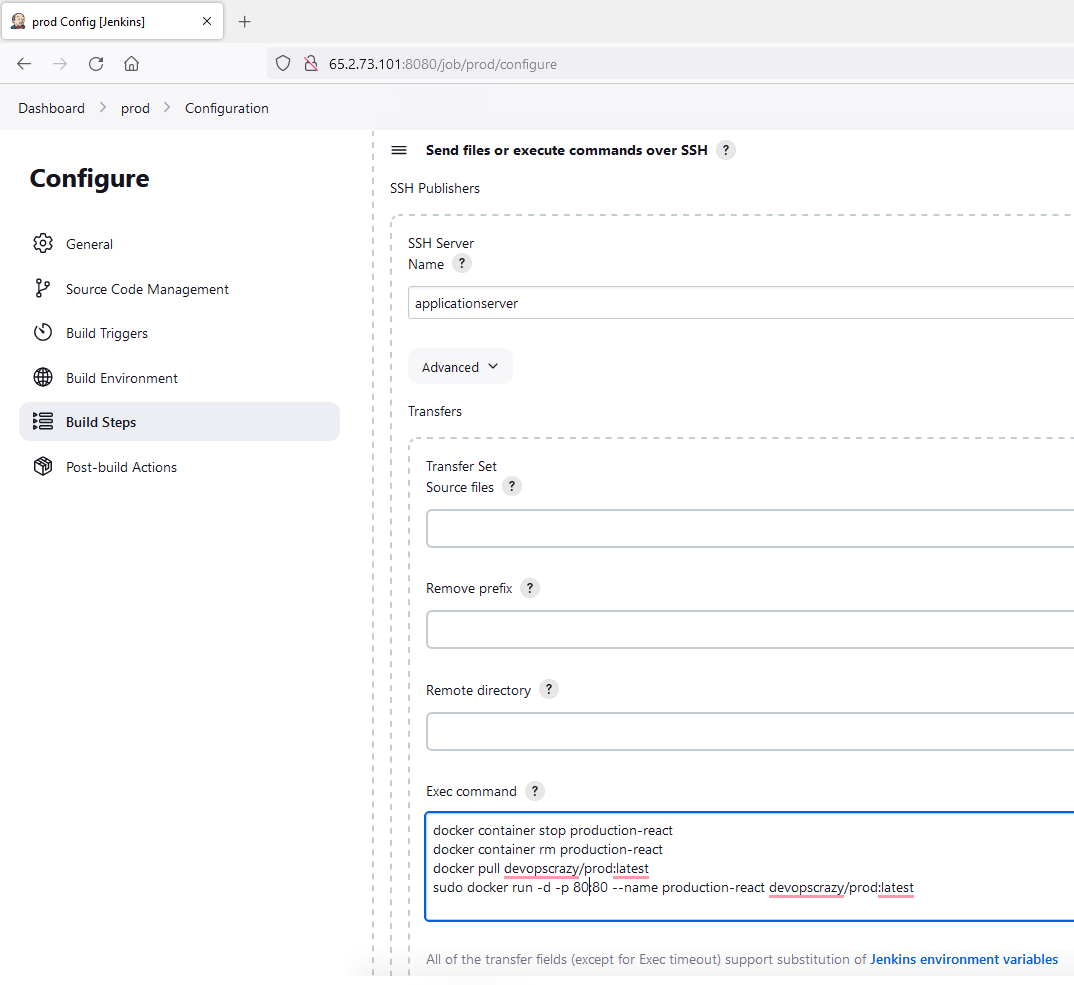 prod Config [Jenkins]
65.2.73.101:8080/job/prod/configure
Dashboard > prod > Configuration
Configure
General
Source Code Management
Build Triggers
Build Environment
Build Steps
Post-build Actions
Send files or execute commands over SSH ?
SSH Publishers
SSH Server
Name ?
applicationserver
Advanced
Transfers
Transfer Set
Source files ?
Remove prefix ?
Remote directory ?
Exec command ?
docker container stop production-react
docker container rm production-react
docker pull devopscrazy/prod:latest
sudo docker run -d -p 80:80 --name production-react devopscrazy/prod:latest
All of the transfer fields (except for Exec timeout) support substitution of Jenkins environment variables